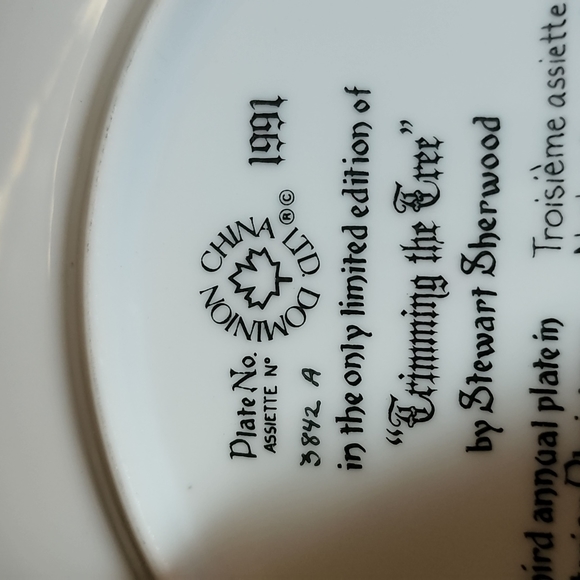 Plate No.
ASSIETTE Nº
3842 A
DOMINION CHINA LTD.
® ©
1991
in the only limited edition of
"Trimming the Tree"
by Stewart Sherwood
annual plate in
Troisième assiette